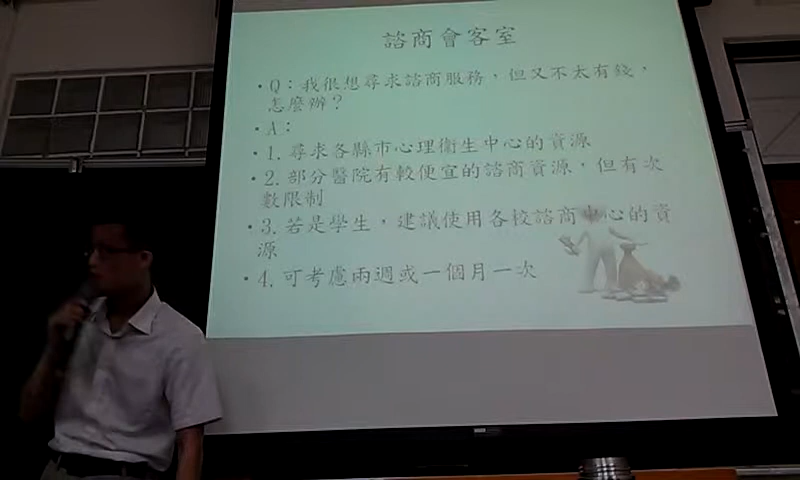 諮商會客室
•Q：我很想尋求諮商服務，但又不太有錢，
怎麼辦？
•A：
•1. 尋求各縣市心理衛生中心的資源
•2. 部分醫院有較便宜的諮商資源，但有次
數限制
•3. 若是學生，建議使用各校諮商中心的資
源
•4. 可考慮兩週或一個月一次